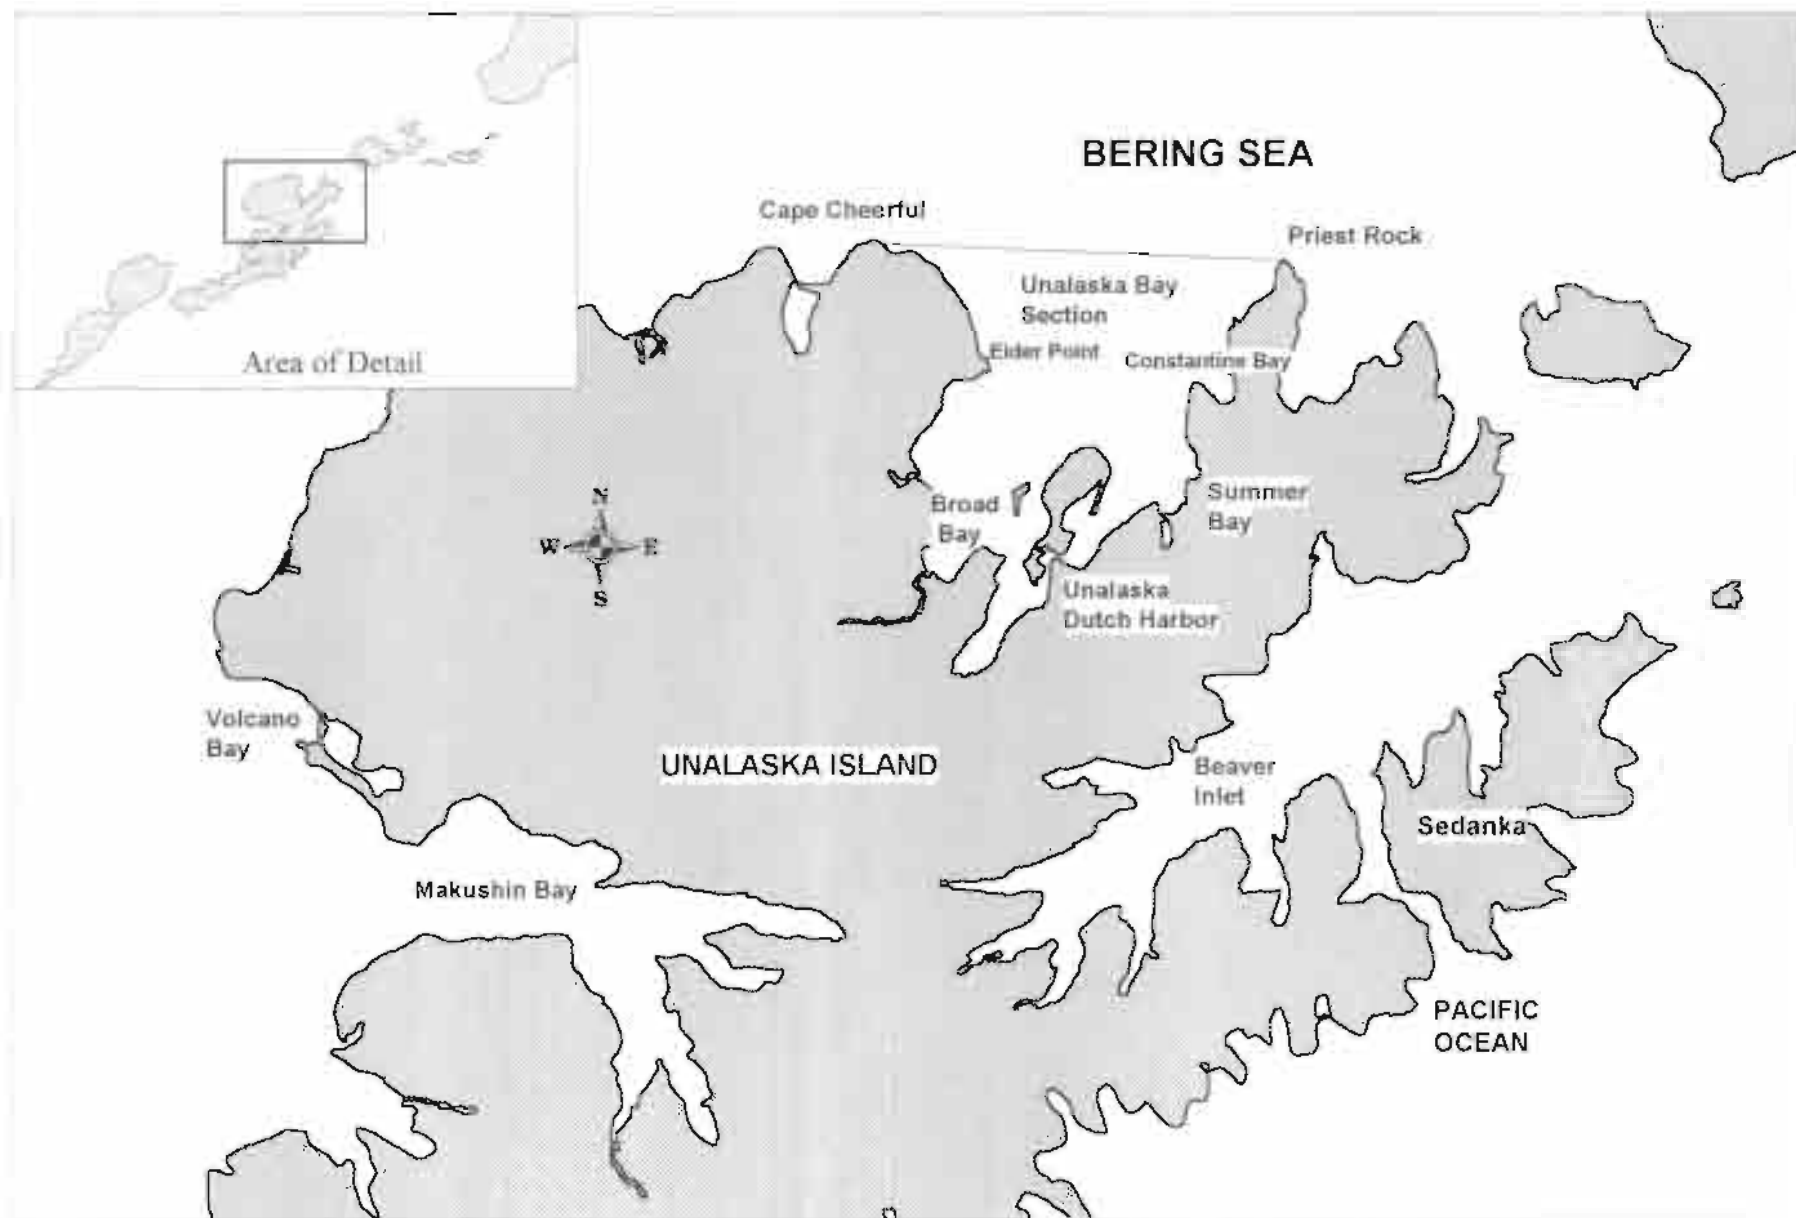 BERING SEA
Cape Cheerful
Priest Rock
Unalaska Bay
Section
Elder Point
Constantine Bay
Area of Detail
Broad
Bay
Summer
Bay
N
W E
S
Unalaska
Dutch Harbor
Volcano
Bay
UNALASKA ISLAND
Beaver
Inlet
Sedanka
Makushin Bay
PACIFIC
OCEAN